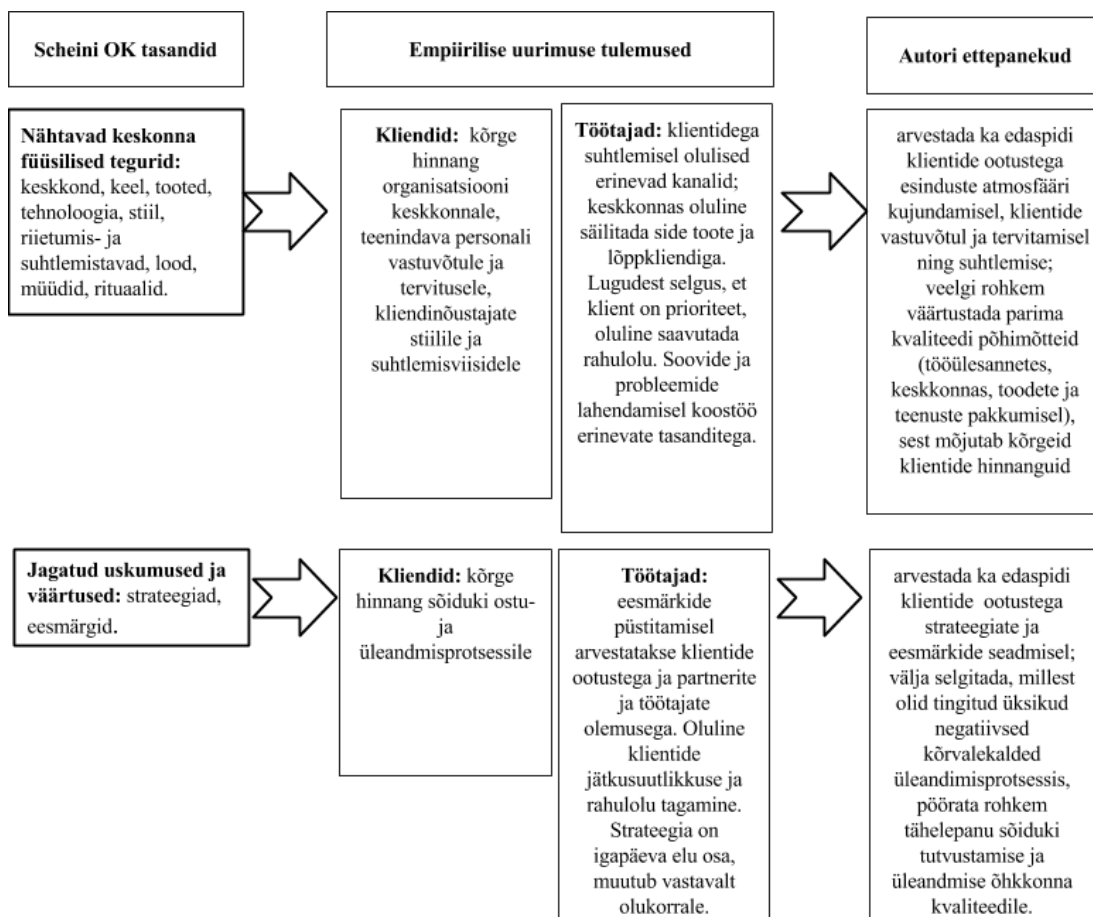 Scheini OK tasandid
Empiirilise uurimuse tulemused
Autori ettepanekud
Nähtavad keskonna
füüsilised tegurid:
keskkond, keel, tooted,
tehnoloogia, stiil,
riietumis- ja
suhtlemistavad, lood,
müüdid, rituaalid.
Kliendid: kõrge
hinnang
organisatsiooni
keskkonnale,
teenindava personali
vastuvõtule ja
tervitusele,
kliendinõustajate
stiilile ja
suhtlemisviisidele
Töötajad: klientidega
suhtlemisel olulised
erinevad kanalid;
keskkonnas oluline
säilitada side toote ja
lõppkliendiga.
Lugudest selgus, et
klient on prioriteet,
oluline saavutada
rahulolu. Soovide ja
probleemide
lahendamisel koostöö
erinevate tasanditega.
arvestada ka edaspidi
klientide ootustega
esinduste atmosfääri
kujundamisel, klientide
vastuvõtul ja tervitamisel
ning suhtlemise;
veelgi rohkem
väärtustada parima
kvaliteedi põhimõtteid
(tööülesannetes,
keskkonnas, toodete ja
teenuste pakkumisel),
sest mõjutab kõrgeid
klientide hinnanguid
Jagatud uskumused ja
väärtused: strateegiad,
eesmärgid.
Kliendid: kõrge
hinnang sõiduki ostu-
ja
üleandmisprotsessile
Töötajad:
eesmärkide
püstitamisel
arvestatakse klientide
ootustega ja partnerite
ja töötajate
olemusega. Oluline
klientide
jätkusuutlikkuse ja
rahulolu tagamine.
Strateegia on
igapäeva elu osa,
muutub vastavalt
olukorrale.
arvestada ka edaspidi
klientide ootustega
strateegiate ja
eesmärkide seadmisel;
välja selgitada, millest
olid tingitud üksikud
negatiivsed
kõrvalekalded
üleandimisprotsessis,
pöörata rohkem
tähelepanu sõiduki
tutvustamise ja
üleandmise õhkkonna
kvaliteedile.